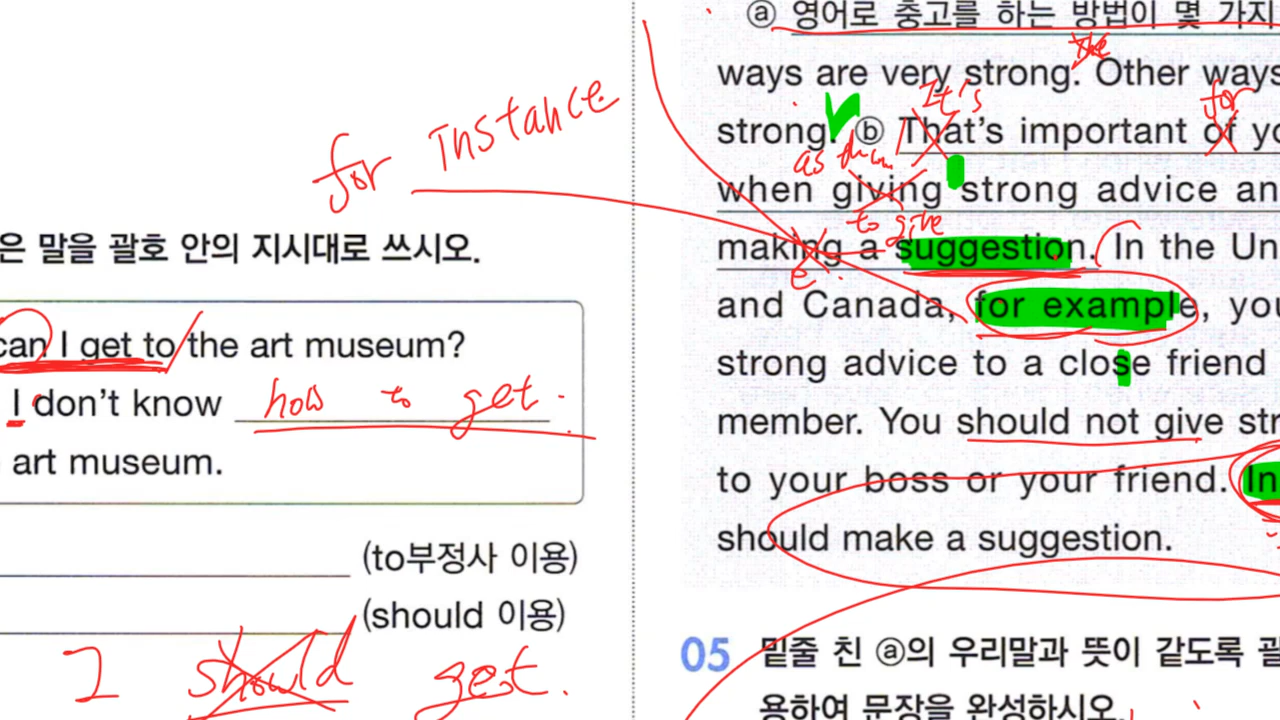 for Instance
은 말을 괄호 안의 지시대로 쓰시오.
can I get to the art museum?
I don't know how to get.
art museum.
(to부정사 이용)
(should 이용)
I should get.
ⓐ 영어로 충고를 하는 방법이 몇 가지
the
ways are very strong. Other ways
It's for
strong. ⓑ That's important of yo
as
when giving strong advice an
to give
making a suggestion. In the Un
e
and Canada, for example, you
strong advice to a close friend
member. You should not give str
to your boss or your friend. In
should make a suggestion.
05 밑줄 친 ⓐ의 우리말과 뜻이 같도록 괄
용하여 문장을 완성하시오.